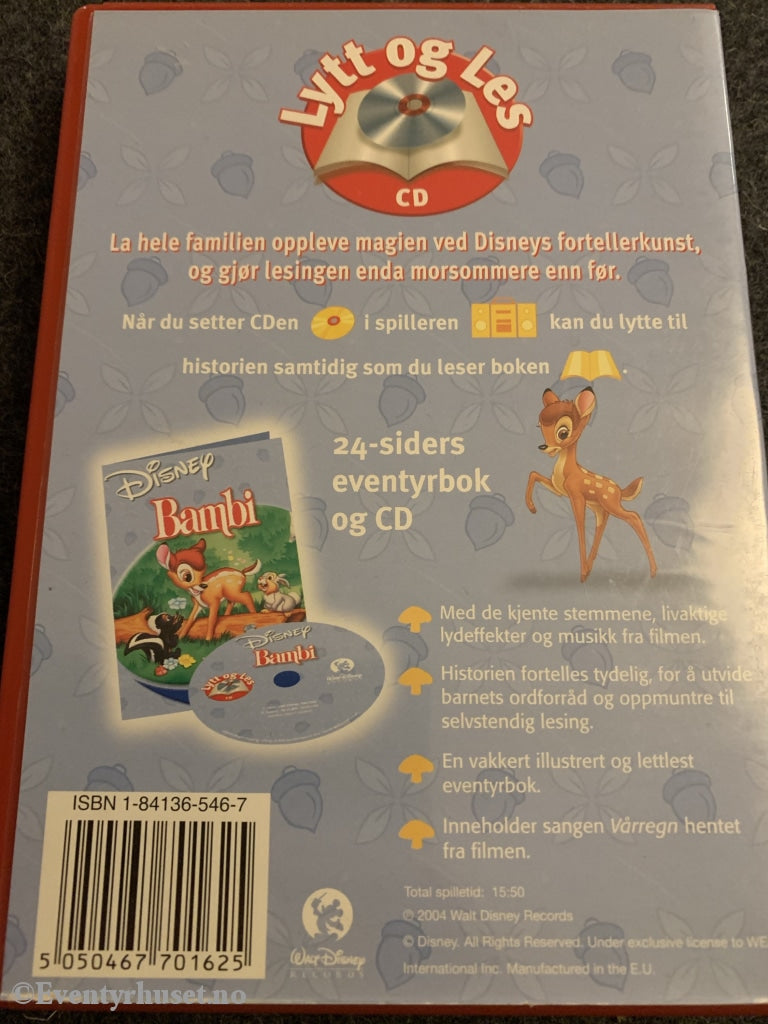 Lytt og Les
CD
La hele familien oppleve magien ved Disneys fortellerkunst,
og gjør lesingen enda morsommere enn før.
Når du setter CDen i spilleren kan du lytte til
historien samtidig som du leser boken .
24-siders
eventyrbok
og CD
Disney
Bambi
Disney
Bambi
Lytt og Les
CD
Med de kjente stemmene, livaktige
lydeffekter og musikk fra filmen.
Historien fortelles tydelig, for å utvide
barnets ordforråd og oppmuntre til
selvstendig lesing.
En vakkert illustrert og lettlest
eventyrbok.
Inneholder sangen Vårregn hentet
fra filmen.
ISBN 1-84136-546-7
5 050467 701625
Walt Disney
RECORDS
Total spilletid: 15:50
© 2004 Walt Disney Records
© Disney. All Rights Reserved. Under exclusive license to WE
International Inc. Manufactured in the E.U.
©Eventyrhuset.no